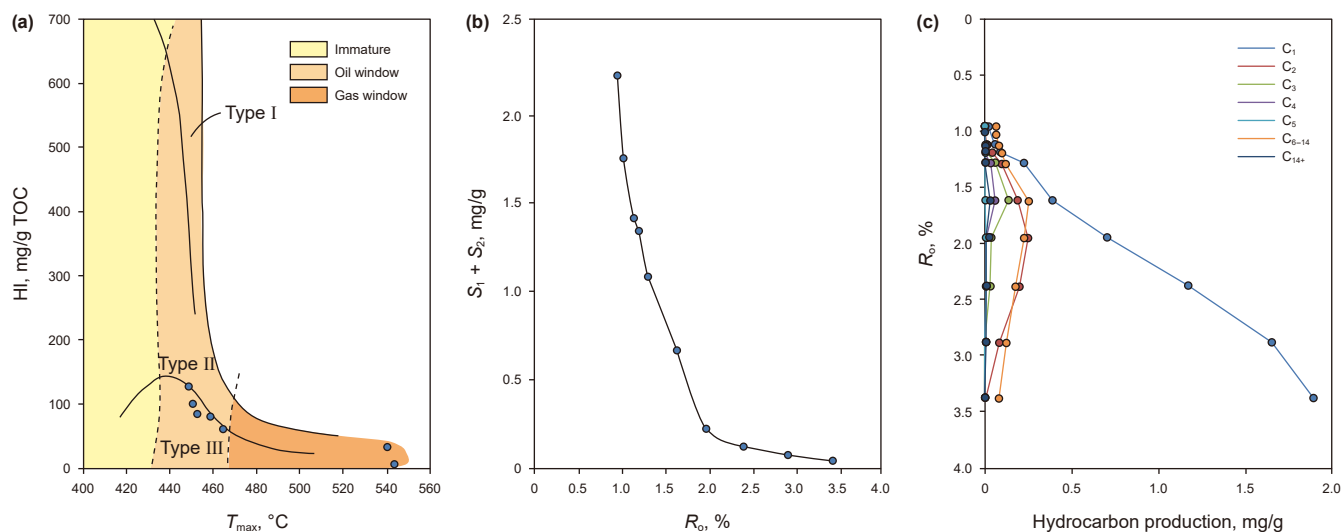 (a)
700
600
500
400
300
200
100
0
HI, mg/g TOC
Immature
Oil window
Gas window
Type I
Type II
Type III
400 420 440 460 480 500 520 540 560
Tmax, °C
(b)
2.5
2.0
1.5
1.0
0.5
0
S1 + S2, mg/g
0 0.5 1.0 1.5 2.0 2.5 3.0 3.5 4.0
Ro, %
(c)
0
0.5
1.0
1.5
2.0
2.5
3.0
3.5
4.0
Ro, %
C1
C2
C3
C4
C5
C6–14
C14+
0 0.5 1.0 1.5 2.0
Hydrocarbon production, mg/g